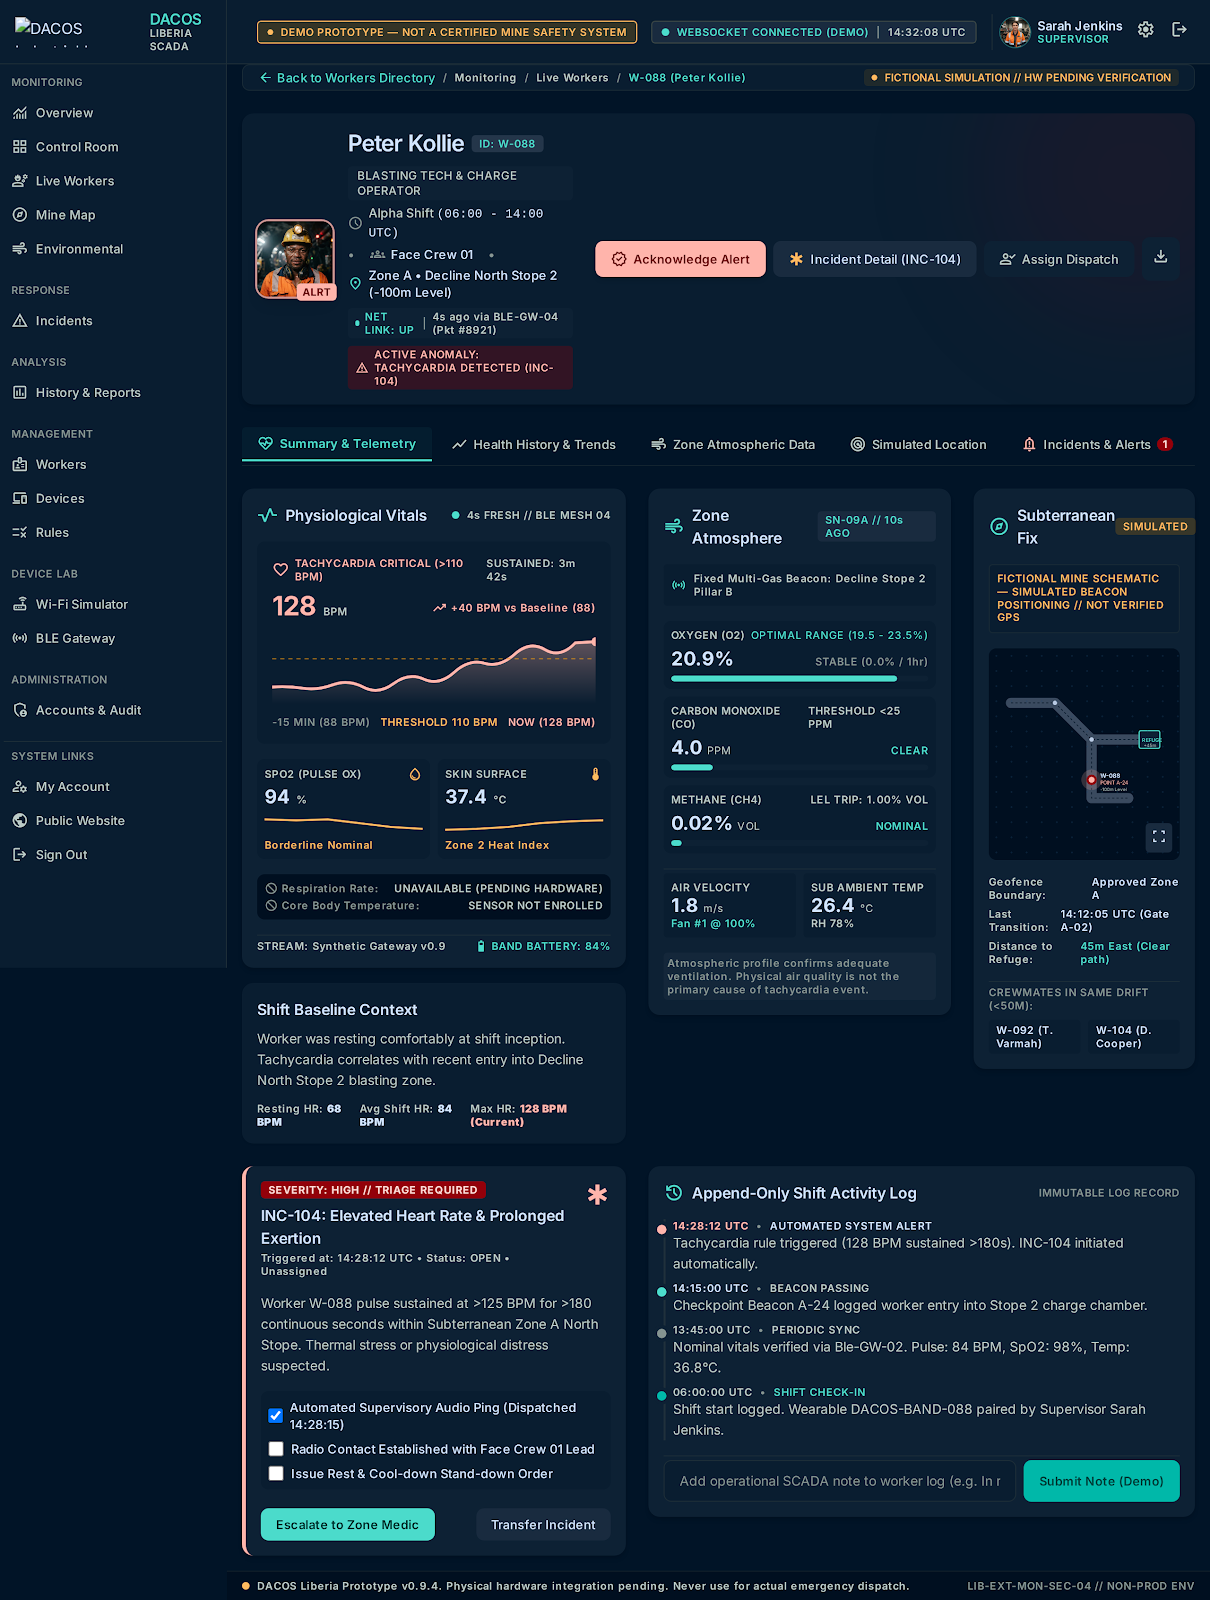 DACOS
DACOS
LIBERIA
SCADA
DEMO PROTOTYPE — NOT A CERTIFIED MINE SAFETY SYSTEM
WEBSOCKET CONNECTED (DEMO) | 14:32:08 UTC
Sarah Jenkins
SUPERVISOR
MONITORING
Overview
Control Room
Live Workers
Mine Map
Environmental
RESPONSE
Incidents
ANALYSIS
History & Reports
MANAGEMENT
Workers
Devices
Rules
DEVICE LAB
Wi-Fi Simulator
BLE Gateway
ADMINISTRATION
Accounts & Audit
SYSTEM LINKS
My Account
Public Website
Sign Out
← Back to Workers Directory / Monitoring / Live Workers / W-088 (Peter Kollie)
FICTIONAL SIMULATION // HW PENDING VERIFICATION
Peter Kollie ID: W-088
BLASTING TECH & CHARGE
OPERATOR
Alpha Shift (06:00 - 14:00
UTC)
• Face Crew 01 •
Zone A • Decline North Stope 2
(-100m Level)
NET
LINK: UP | 4s ago via BLE-GW-04
(Pkt #8921)
ACTIVE ANOMALY:
TACHYCARDIA DETECTED (INC-
104)
ALRT
Acknowledge Alert
Incident Detail (INC-104)
Assign Dispatch
Summary & Telemetry
Health History & Trends
Zone Atmospheric Data
Simulated Location
Incidents & Alerts 1
Physiological Vitals
4s FRESH // BLE MESH 04
TACHYCARDIA CRITICAL (>110
BPM)
SUSTAINED: 3m
42s
128 BPM
+40 BPM vs Baseline (88)
-15 MIN (88 BPM) THRESHOLD 110 BPM NOW (128 BPM)
SPO2 (PULSE OX)
94 %
Borderline Nominal
SKIN SURFACE
37.4 °C
Zone 2 Heat Index
Respiration Rate: UNAVAILABLE (PENDING HARDWARE)
Core Body Temperature: SENSOR NOT ENROLLED
STREAM: Synthetic Gateway v0.9 BAND BATTERY: 84%
Shift Baseline Context
Worker was resting comfortably at shift inception.
Tachycardia correlates with recent entry into Decline
North Stope 2 blasting zone.
Resting HR: 68
BPM
Avg Shift HR: 84
BPM
Max HR: 128 BPM
(Current)
Zone
Atmosphere
SN-09A // 10s
AGO
Fixed Multi-Gas Beacon: Decline Stope 2
Pillar B
OXYGEN (O2) OPTIMAL RANGE (19.5 - 23.5%)
20.9% STABLE (0.0% / 1hr)
CARBON MONOXIDE
(CO)
THRESHOLD <25
PPM
4.0 PPM CLEAR
METHANE (CH4) LEL TRIP: 1.00% VOL
0.02% VOL NOMINAL
AIR VELOCITY
1.8 m/s
Fan #1 @ 100%
SUB AMBIENT TEMP
26.4 °C
RH 78%
Atmospheric profile confirms adequate
ventilation. Physical air quality is not the
primary cause of tachycardia event.
Subterranean
Fix
SIMULATED
FICTIONAL MINE SCHEMATIC
— SIMULATED BEACON
POSITIONING // NOT VERIFIED
GPS
REFUGE
+45m
W-088
POINT A-24
-100m Level
Geofence
Boundary:
Approved Zone
A
Last
Transition:
14:12:05 UTC (Gate
A-02)
Distance to
Refuge:
45m East (Clear
path)
CREWMATES IN SAME DRIFT
(<50M):
W-092 (T.
Varmah)
W-104 (D.
Cooper)
SEVERITY: HIGH // TRIAGE REQUIRED
INC-104: Elevated Heart Rate & Prolonged
Exertion
Triggered at: 14:28:12 UTC • Status: OPEN •
Unassigned
Worker W-088 pulse sustained at >125 BPM for >180
continuous seconds within Subterranean Zone A North
Stope. Thermal stress or physiological distress
suspected.
Automated Supervisory Audio Ping (Dispatched
14:28:15)
Radio Contact Established with Face Crew 01 Lead
Issue Rest & Cool-down Stand-down Order
Escalate to Zone Medic
Transfer Incident
Append-Only Shift Activity Log
IMMUTABLE LOG RECORD
14:28:12 UTC • AUTOMATED SYSTEM ALERT
Tachycardia rule triggered (128 BPM sustained >180s). INC-104 initiated
automatically.
14:15:00 UTC • BEACON PASSING
Checkpoint Beacon A-24 logged worker entry into Stope 2 charge chamber.
13:45:00 UTC • PERIODIC SYNC
Nominal vitals verified via Ble-GW-02. Pulse: 84 BPM, SpO2: 98%, Temp:
36.8°C.
06:00:00 UTC • SHIFT CHECK-IN
Shift start logged. Wearable DACOS-BAND-088 paired by Supervisor Sarah
Jenkins.
Add operational SCADA note to worker log (e.g. In r
Submit Note (Demo)
DACOS Liberia Prototype v0.9.4. Physical hardware integration pending. Never use for actual emergency dispatch.
LIB-EXT-MON-SEC-04 // NON-PROD ENV